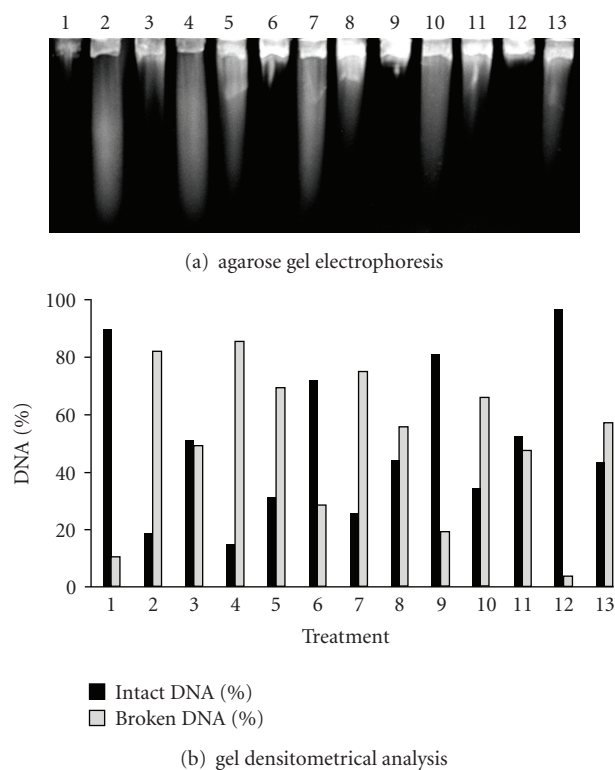 1 2 3 4 5 6 7 8 9 10 11 12 13
(a) agarose gel electrophoresis
100
80
60
40
20
0
DNA (%)
1 2 3 4 5 6 7 8 9 10 11 12 13
Treatment
Intact DNA (%)
Broken DNA (%)
(b) gel densitometrical analysis